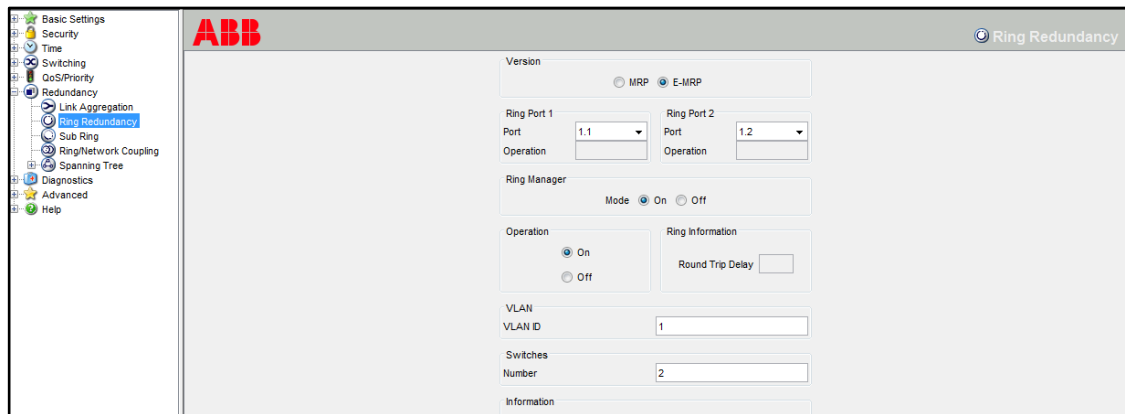 Basic Settings
Security
Time
Switching
QoS/Priority
Redundancy
Link Aggregation
Ring Redundancy
Sub Ring
Ring/Network Coupling
Spanning Tree
Diagnostics
Advanced
Help
ABB
Ring Redundancy
Version
MRP E-MRP
Ring Port 1 Ring Port 2
Port 1.1 Port 1.2
Operation Operation
Ring Manager
Mode On Off
Operation Ring Information
On
Round Trip Delay
Off
VLAN
VLAN ID 1
Switches
Number 2
Information